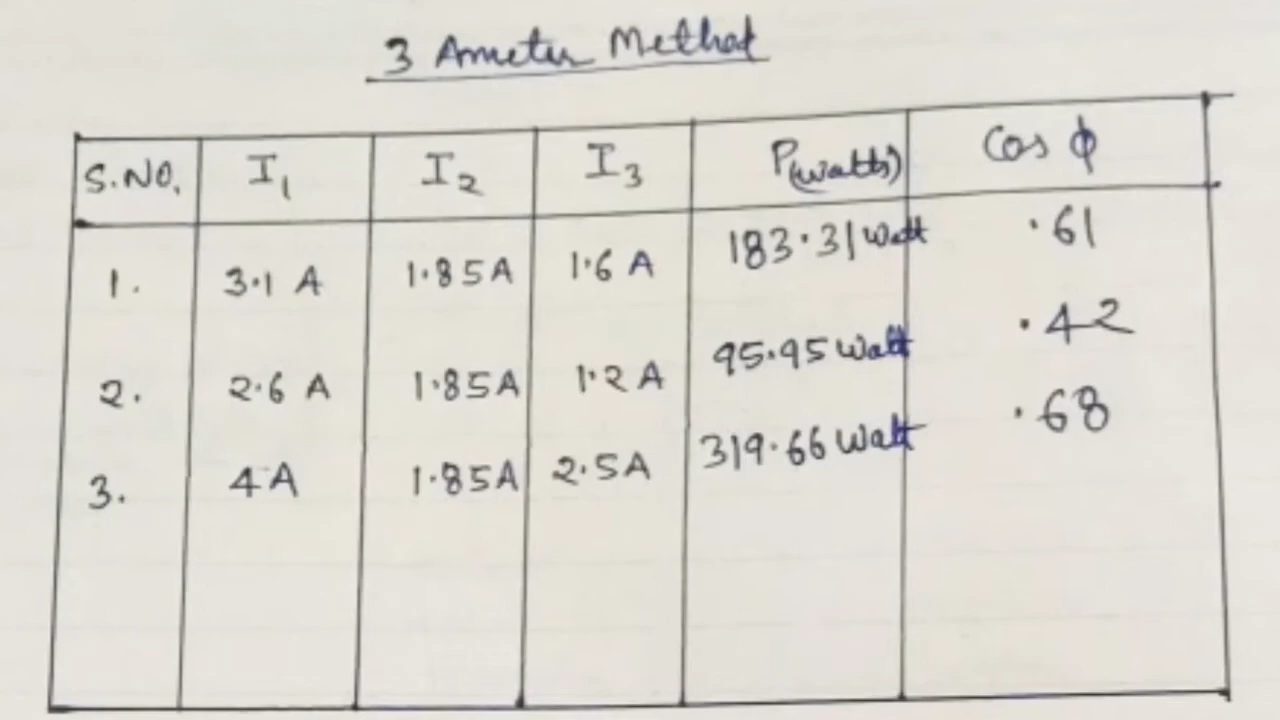 3 Ameter Method
S.NO. I1 I2 I3 P(watts) Cos ϕ
1. 3.1 A 1.85A 1.6 A 183.31 Watt .61
2. 2.6 A 1.85A 1.2 A 95.95 Watt .42
3. 4 A 1.85A 2.5A 319.66 Watt .68